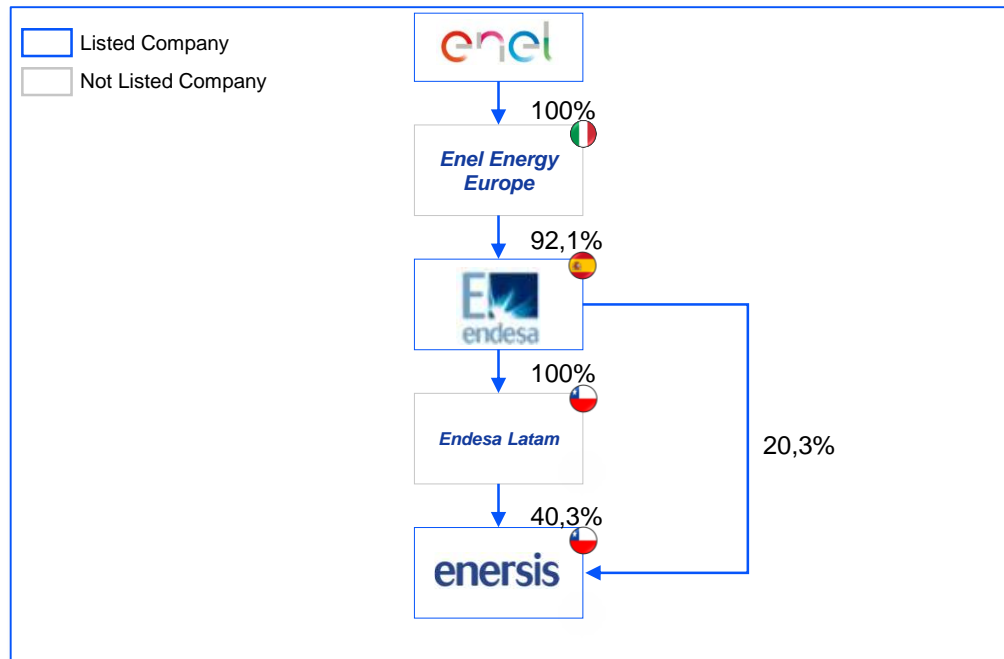 Listed Company
Not Listed Company
enel
100%
Enel Energy
Europe
92,1%
E
endesa
100%
Endesa Latam
20,3%
40,3%
enersis